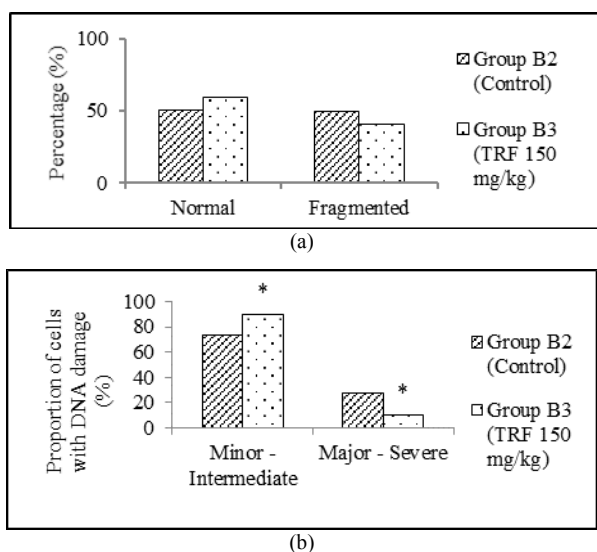 100
50
0
Percentage (%)
Normal
Fragmented
Group B2
(Control)
Group B3
(TRF 150
mg/kg)
(a)
Proportion of cells
with DNA damage
(%)
100
80
60
40
20
0
*
*
Minor -
Intermediate
Major - Severe
Group B2
(Control)
Group B3
(TRF 150
mg/kg)
(b)